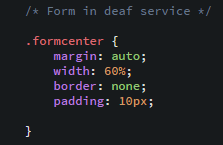 /* Form in deaf service */
.formcenter {
margin: auto;
width: 60%;
border: none;
padding: 10px;
}